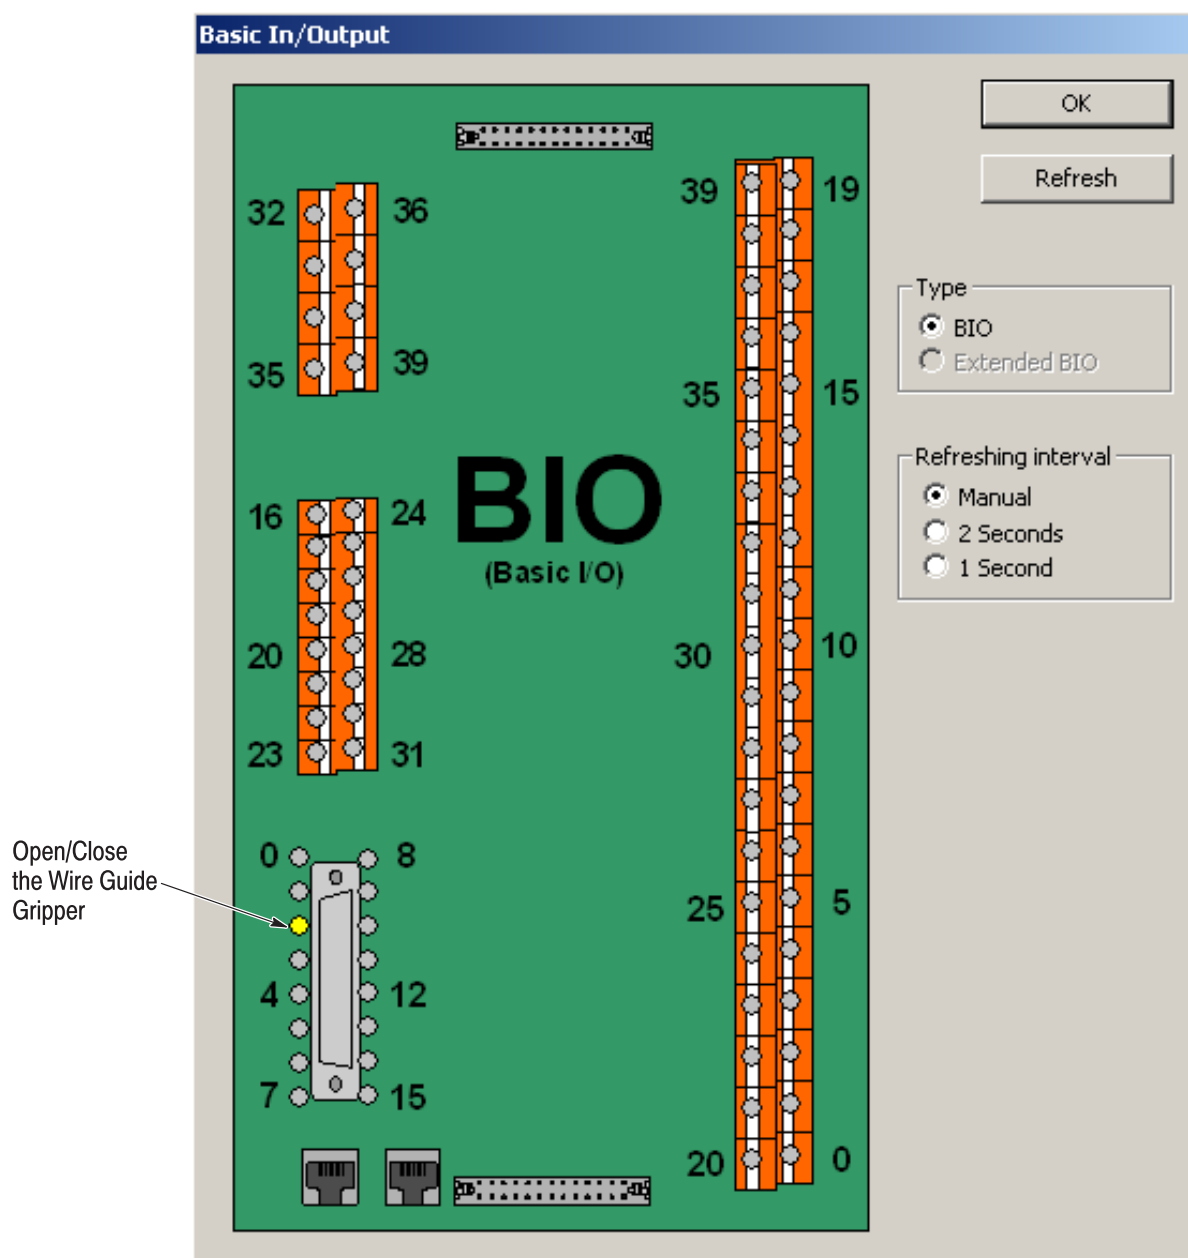 Basic In/Output
OK
Refresh
Type
BIO
Extended BIO
Refreshing interval
Manual
2 Seconds
1 Second
32 36
35 39
16 24
20 28
23 31
BIO
(Basic I/O)
39 19
35 15
30 10
25 5
20 0
Open/Close
the Wire Guide
Gripper
0 8
4 12
7 15